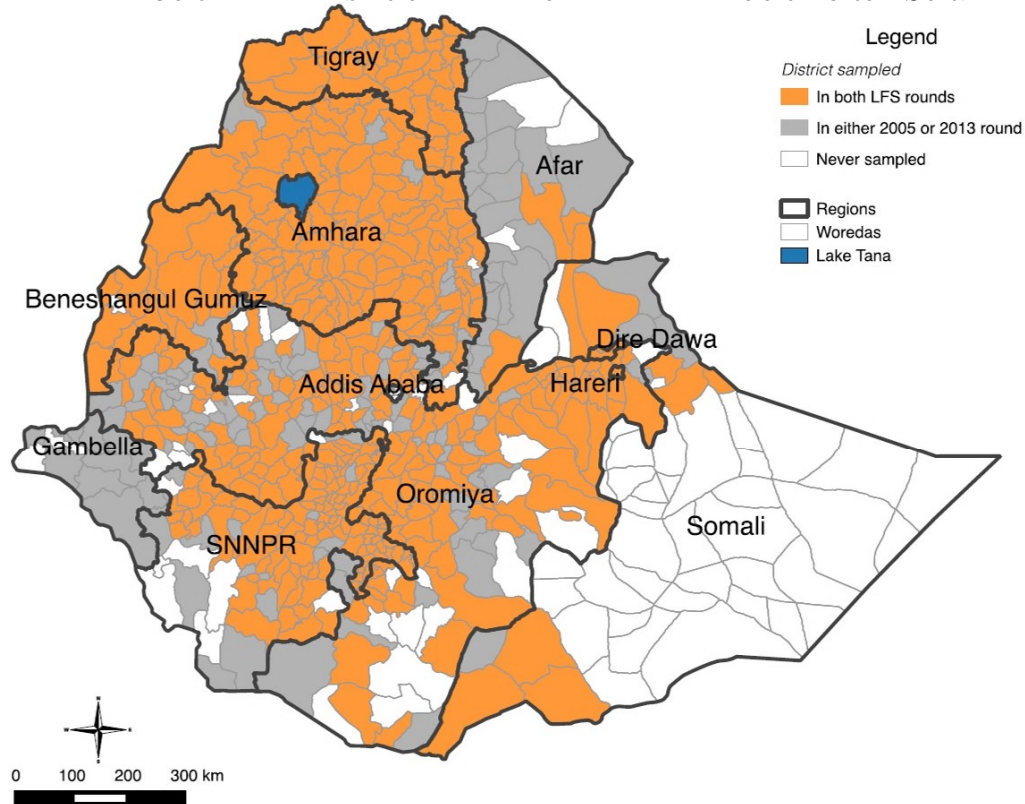 Legend
District sampled
In both LFS rounds
In either 2005 or 2013 round
Never sampled
Regions
Woredas
Lake Tana
Tigray
Afar
Amhara
Beneshangul Gumuz
Dire Dawa
Addis Ababa
Hareri
Gambella
Oromiya
Somali
SNNPR
N
W
E
S
0 100 200 300 km